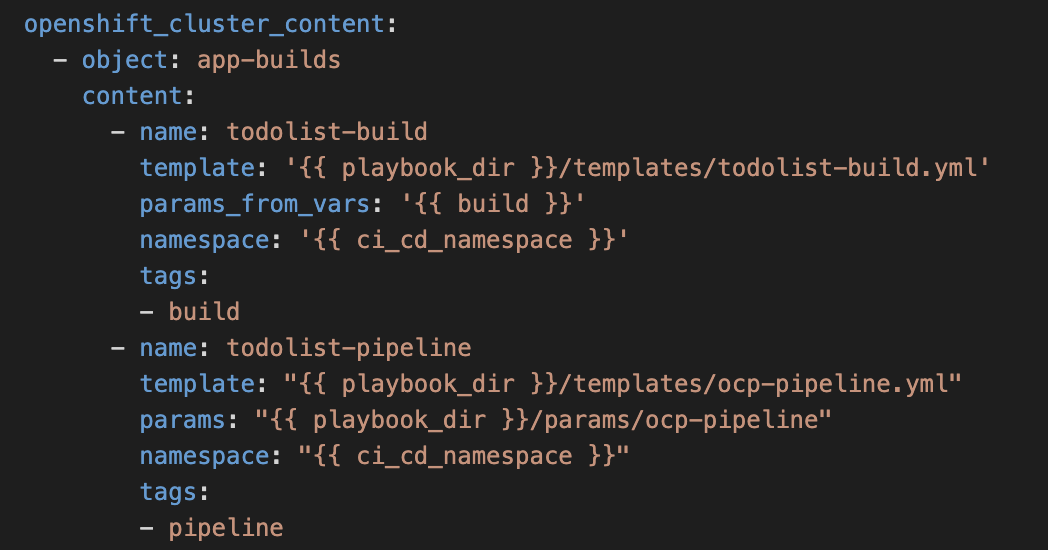 openshift_cluster_content:
  - object: app-builds
    content:
      - name: todolist-build
        template: '{{ playbook_dir }}/templates/todolist-build.yml'
        params_from_vars: '{{ build }}'
        namespace: '{{ ci_cd_namespace }}'
        tags:
        - build
      - name: todolist-pipeline
        template: "{{ playbook_dir }}/templates/ocp-pipeline.yml"
        params: "{{ playbook_dir }}/params/ocp-pipeline"
        namespace: "{{ ci_cd_namespace }}"
        tags:
        - pipeline